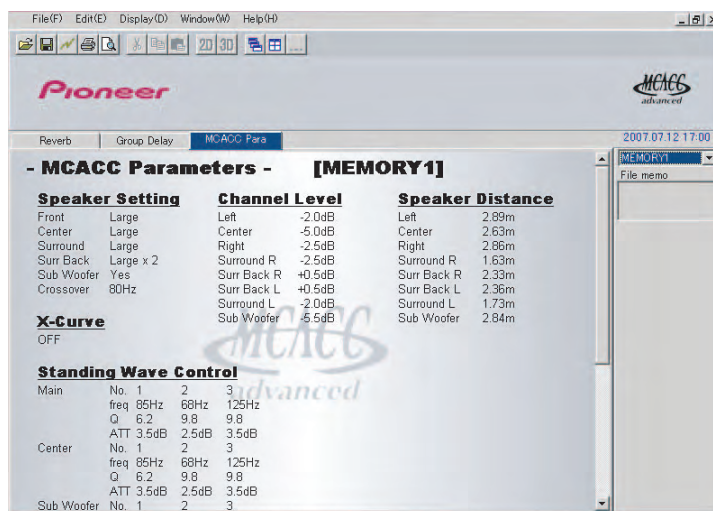 File(F) Edit(E) Display(D) Window(W) Help(H)
2D 3D
Pioneer
MCACC
advanced
Reverb Group Delay MCACC Para 2007.07.12 17:00
MEMORY1
File memo
- MCACC Parameters - [MEMORY1]
Speaker Setting Channel Level Speaker Distance
Front Large Left -2.0dB Left 2.89m
Center Large Center -5.0dB Center 2.63m
Surround Large Right -2.5dB Right 2.86m
Surr Back Large x 2 Surround R -2.5dB Surround R 1.63m
Sub Woofer Yes Surr Back R +0.5dB Surr Back R 2.33m
Crossover 80Hz Surr Back L +0.5dB Surr Back L 2.36m
Surround L -2.0dB Surround L 1.73m
X-Curve Sub Woofer -5.5dB Sub Woofer 2.84m
OFF
MCACC
advanced
Standing Wave Control
Main No. 1 2 3
freq 85Hz 68Hz 125Hz
Q 6.2 9.8 9.8
ATT 3.5dB 2.5dB 3.5dB
Center No. 1 2 3
freq 85Hz 68Hz 125Hz
Q 6.2 9.8 9.8
ATT 3.5dB 2.5dB 3.5dB
Sub Woofer No. 1 2 3